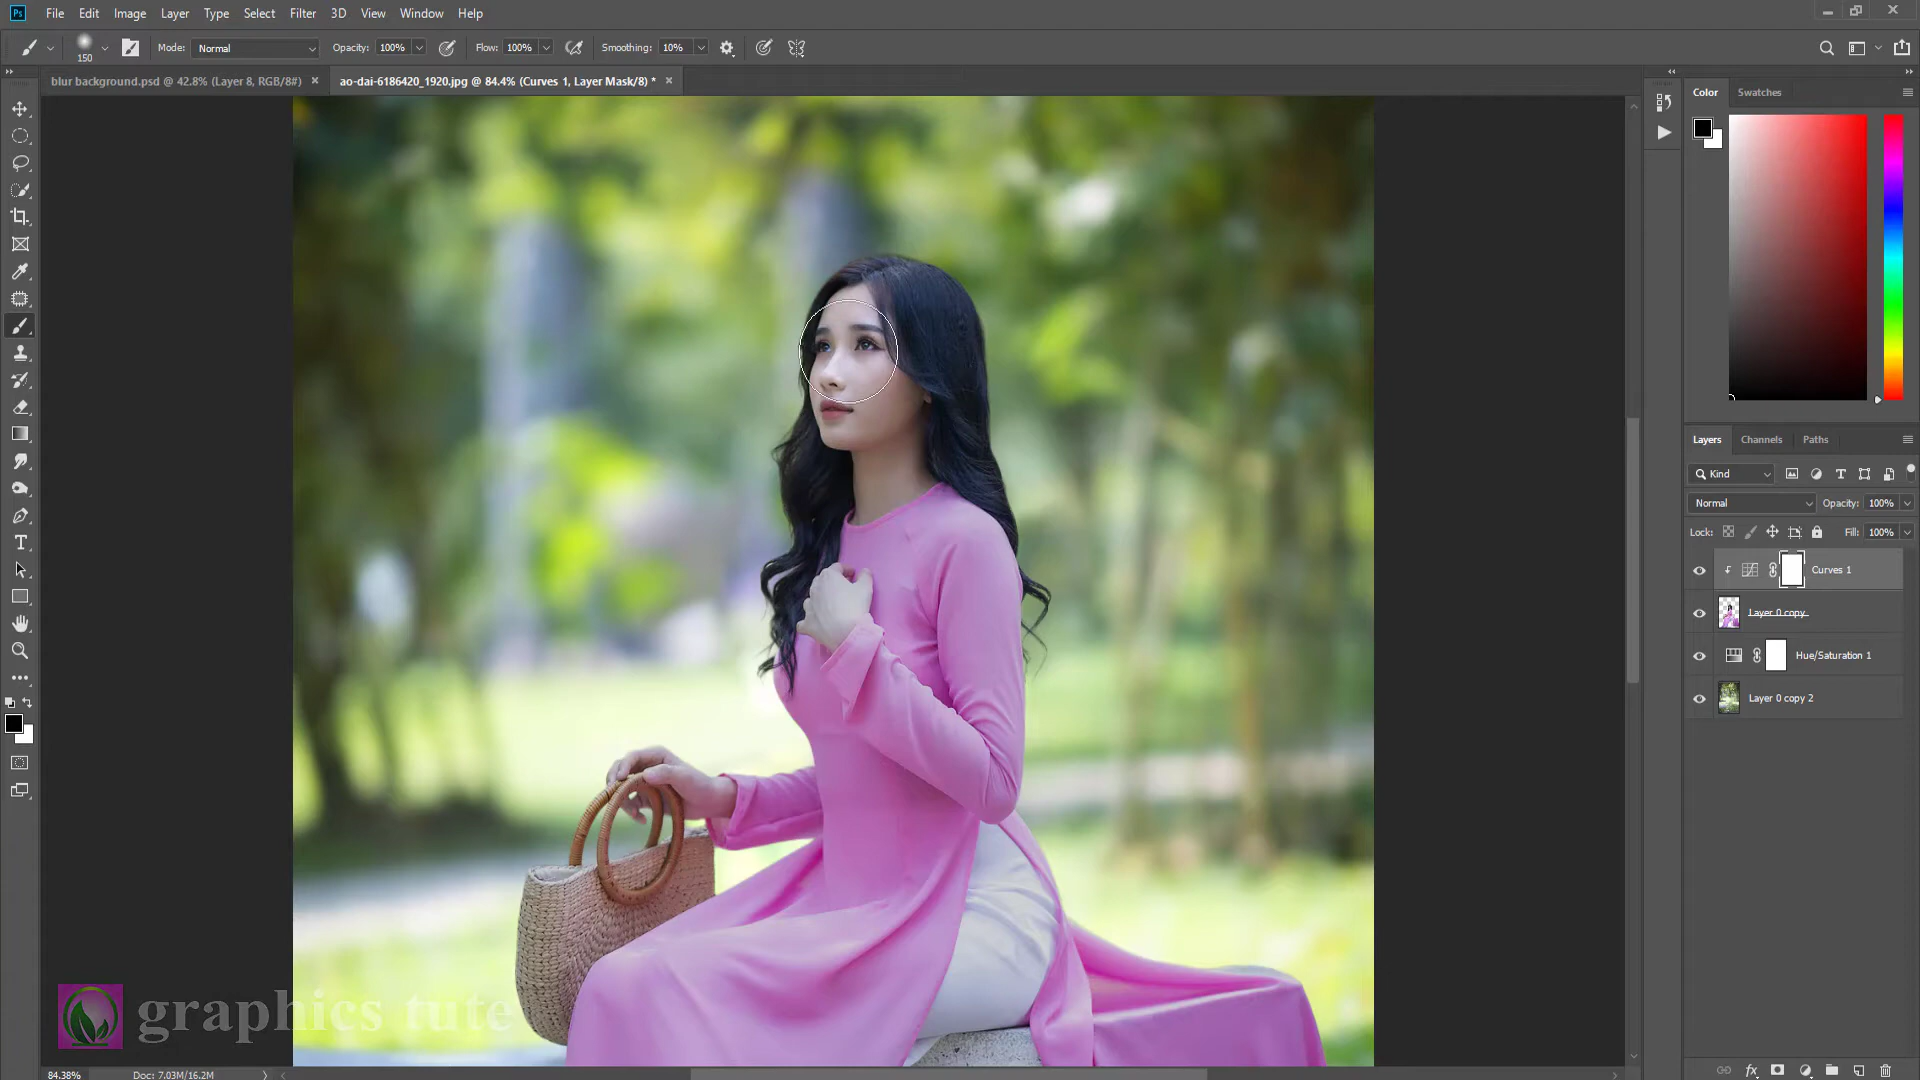 Ps File Edit Image Layer Type Select Filter 3D View Window Help
150 Mode: Normal Opacity: 100% Flow: 100% Smoothing: 10%
blur background.psd @ 42.8% (Layer 8, RGB/8#) × ao-dai-6186420_1920.jpg @ 84.4% (Curves 1, Layer Mask/8) * ×
Color Swatches
Layers Channels Paths
Kind
Normal Opacity: 100%
Lock: Fill: 100%
Curves 1
Layer 0 copy
Hue/Saturation 1
Layer 0 copy 2
graphics tute
84.38% Doc: 7.03M/16.2M